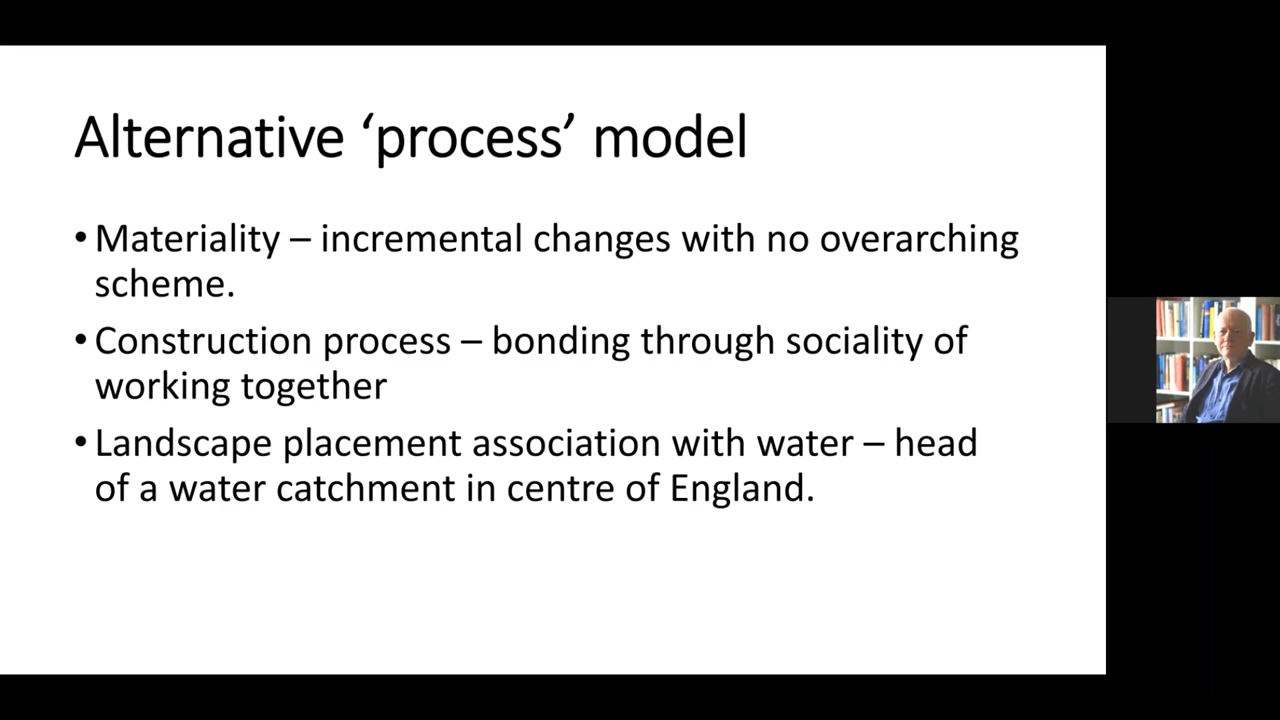 Alternative ‘process’ model
• Materiality – incremental changes with no overarching
scheme.
• Construction process – bonding through sociality of
working together
• Landscape placement association with water – head
of a water catchment in centre of England.